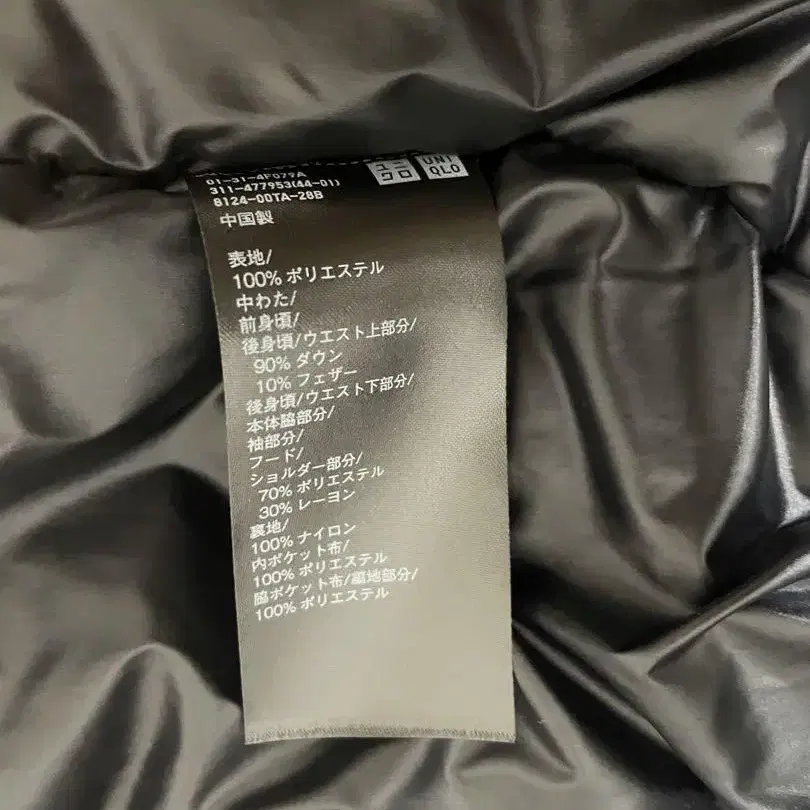 01-31-4F079A
311-477953(44-01)
8124-00TA-28B
ユニ
クロ
UNI
QLO
中国製
表地/
100% ポリエステル
中わた/
前身頃/
後身頃/ウエスト上部分/
90% ダウン
10% フェザー
後身頃/ウエスト下部分/
本体脇部分/
袖部分/
フード/
ショルダー部分/
70% ポリエステル
30% レーヨン
裏地/
100% ナイロン
内ポケット布/
100% ポリエステル
脇ポケット布/裏地部分/
100% ポリエステル